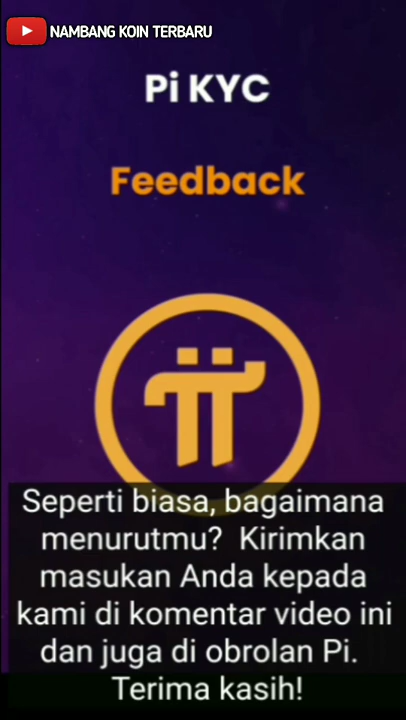 NAMBANG KOIN TERBARU
Pi KYC
Feedback
Seperti biasa, bagaimana
menurutmu? Kirimkan
masukan Anda kepada
kami di komentar video ini
dan juga di obrolan Pi.
Terima kasih!